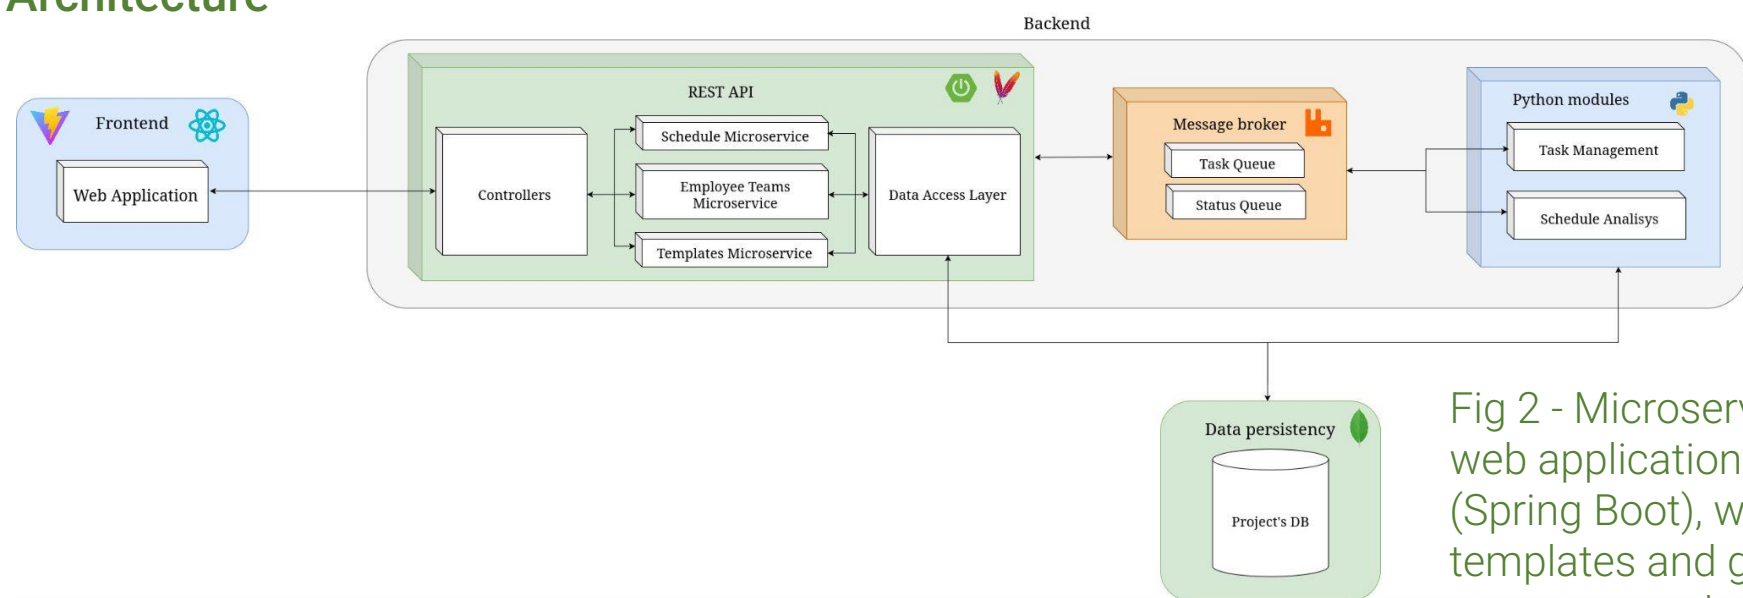 Architecture
Backend
Frontend
Web Application
REST API
Controllers
Schedule Microservice
Employee Teams
Microservice
Templates Microservice
Data Access Layer
Message broker
Task Queue
Status Queue
Python modules
Task Management
Schedule Analisys
Data persistency
Project's DB
Fig 2 - Microserv
web application
(Spring Boot), w
templates and g